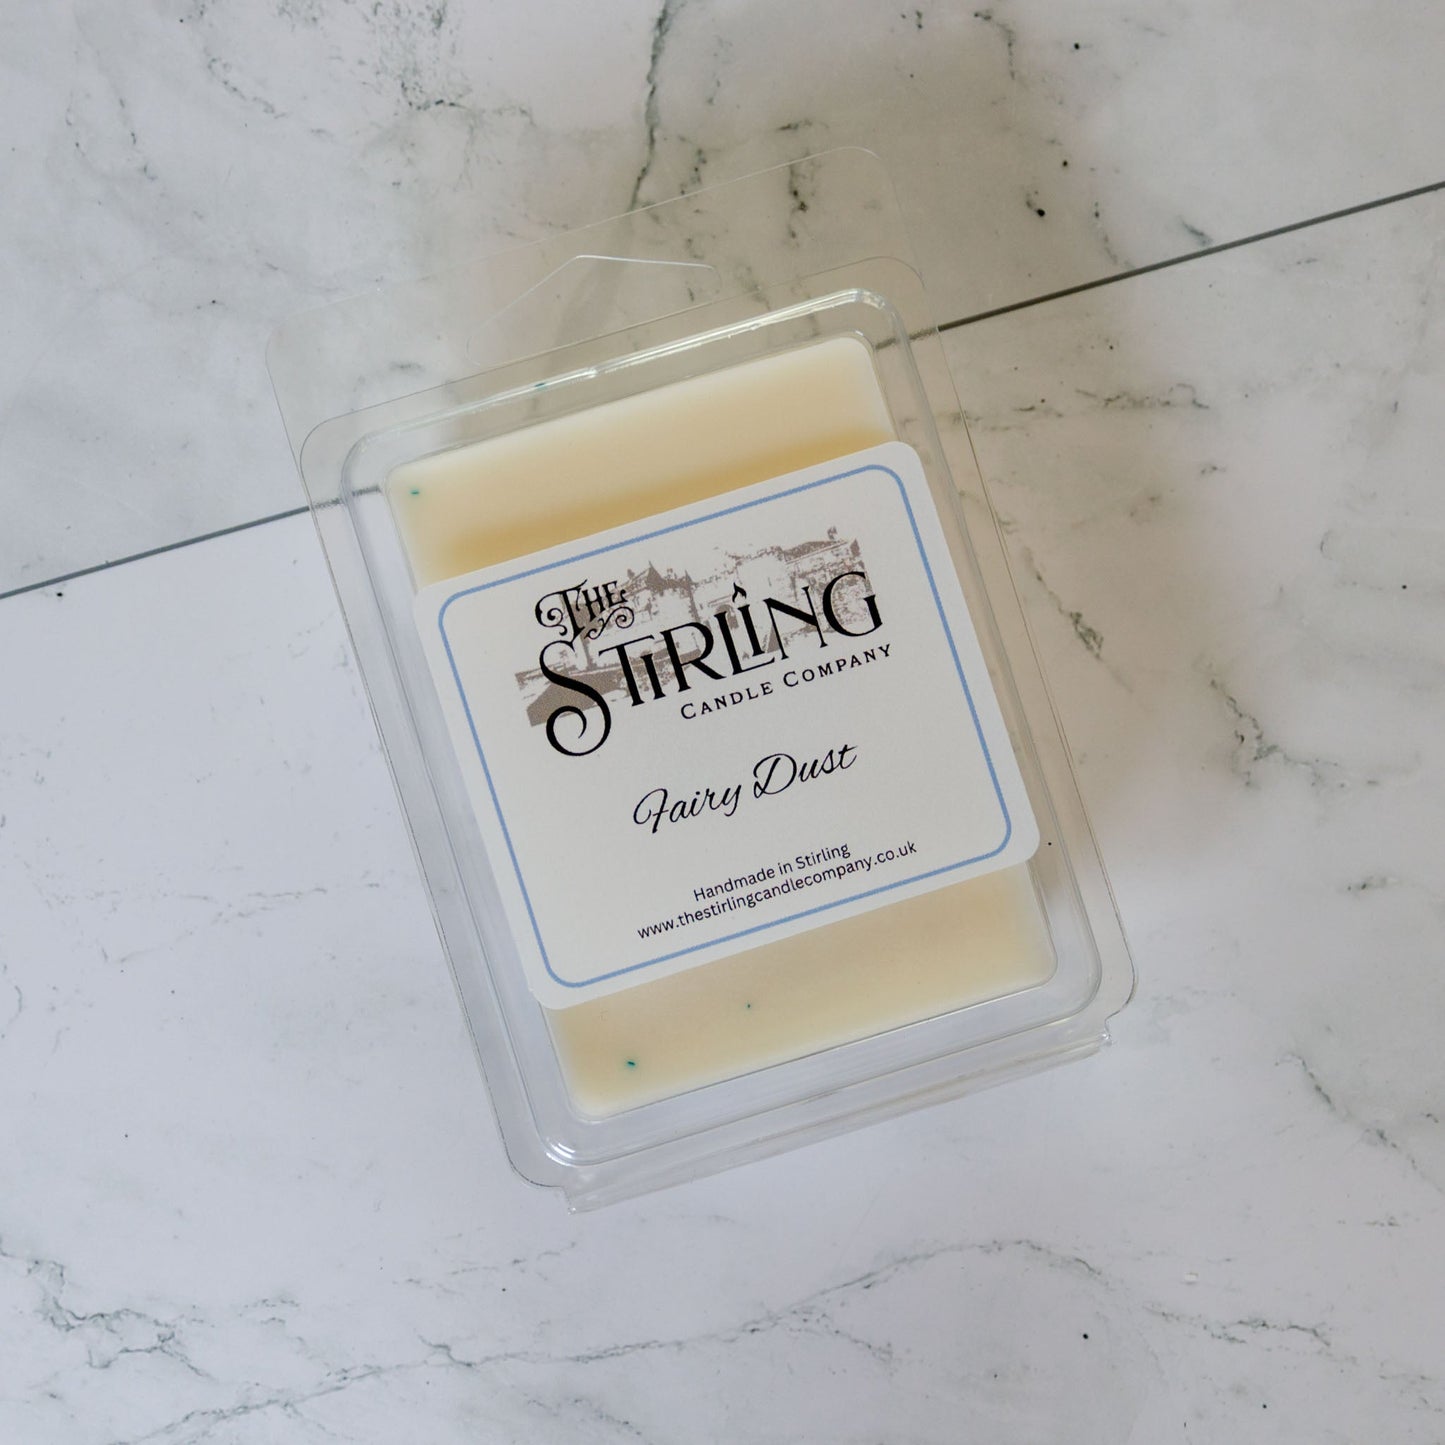 The
Stirling
Candle Company
Fairy Dust
Handmade in Stirling
www.thestirlingcandlecompany.co.uk